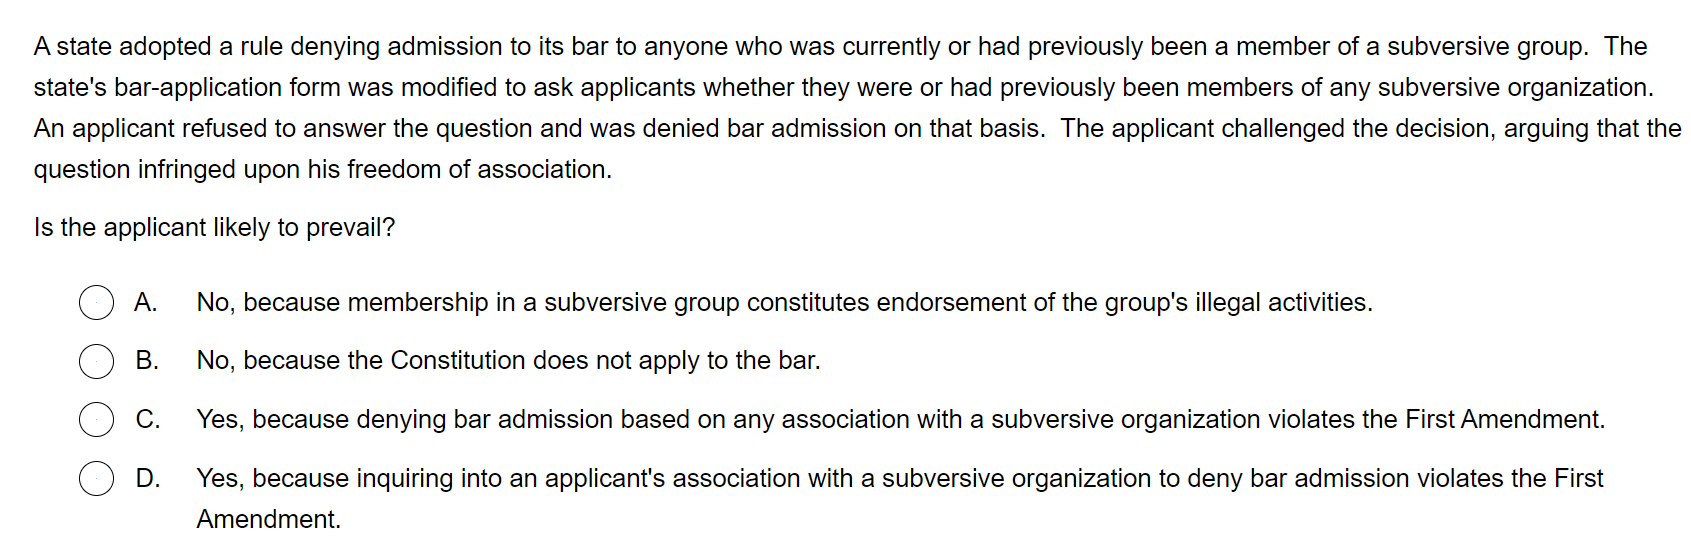 A state adopted a rule denying admission to its bar to anyone who was currently or had previously been a member of a subversive group.  The
state's bar-application form was modified to ask applicants whether they were or had previously been members of any subversive organization.
An applicant refused to answer the question and was denied bar admission on that basis.  The applicant challenged the decision, arguing that the
question infringed upon his freedom of association.
Is the applicant likely to prevail?
A. No, because membership in a subversive group constitutes endorsement of the group's illegal activities.
B. No, because the Constitution does not apply to the bar.
C. Yes, because denying bar admission based on any association with a subversive organization violates the First Amendment.
D. Yes, because inquiring into an applicant's association with a subversive organization to deny bar admission violates the First
Amendment.